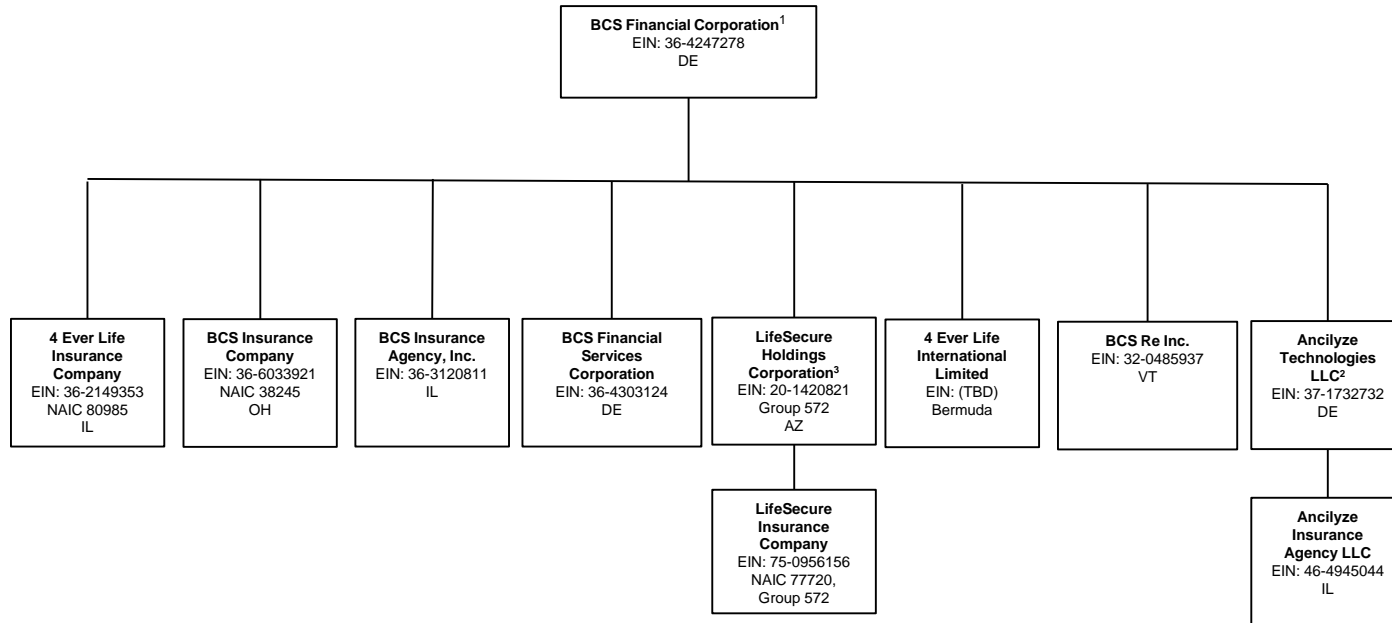 BCS Financial Corporation¹
EIN: 36-4247278
DE
4 Ever Life
Insurance
Company
EIN: 36-2149353
NAIC 80985
IL
BCS Insurance
Company
EIN: 36-6033921
NAIC 38245
OH
BCS Insurance
Agency, Inc.
EIN: 36-3120811
IL
BCS Financial
Services
Corporation
EIN: 36-4303124
DE
LifeSecure
Holdings
Corporation³
EIN: 20-1420821
Group 572
AZ
4 Ever Life
International
Limited
EIN: (TBD)
Bermuda
BCS Re Inc.
EIN: 32-0485937
VT
Ancilyze
Technologies
LLC²
EIN: 37-1732732
DE
LifeSecure
Insurance
Company
EIN: 75-0956156
NAIC 77720,
Group 572
Ancilyze
Insurance
Agency LLC
EIN: 46-4945044
IL